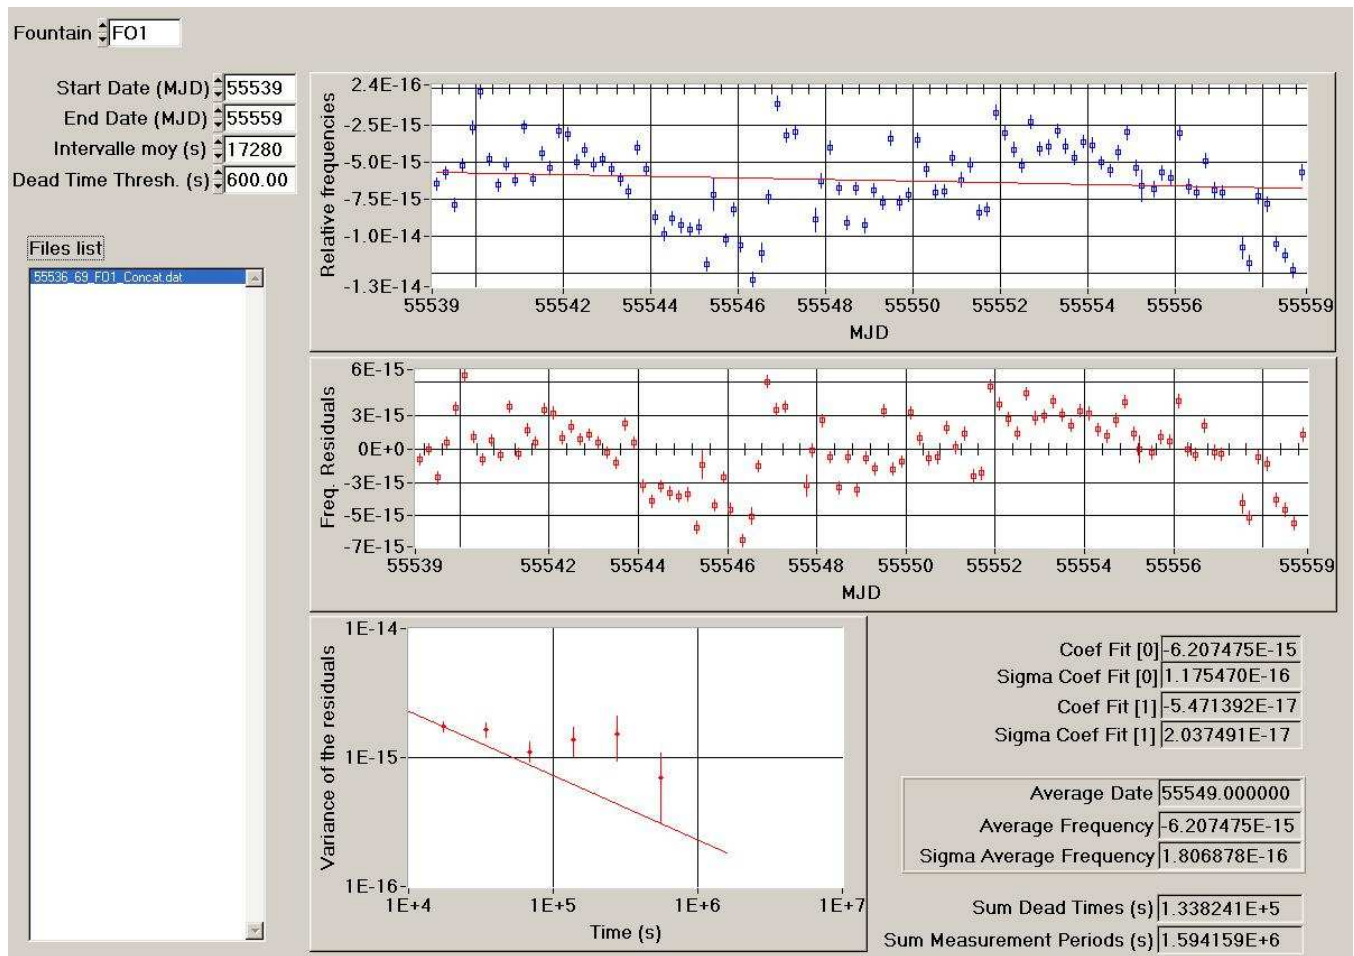 Fountain FO1
Start Date (MJD) 55539
End Date (MJD) 55559
Intervalle moy (s) 17280
Dead Time Thresh. (s) 600.00
Files list
55536_69_FO1_Concat.dat
Relative frequencies
2.4E-16
-2.5E-15
-5.0E-15
-7.5E-15
-1.0E-14
-1.3E-14
55539 55542 55544 55546 55548 55550 55552 55554 55556 55559
MJD
Freq. Residuals
6E-15
3E-15
0E+0
-3E-15
-5E-15
-7E-15
55539 55542 55544 55546 55548 55550 55552 55554 55556 55559
MJD
Variance of the residuals
1E-14
1E-15
1E-16
1E+4 1E+5 1E+6 1E+7
Time (s)
Coef Fit [0] -6.207475E-15
Sigma Coef Fit [0] 1.175470E-16
Coef Fit [1] -5.471392E-17
Sigma Coef Fit [1] 2.037491E-17
Average Date 55549.000000
Average Frequency -6.207475E-15
Sigma Average Frequency 1.806878E-16
Sum Dead Times (s) 1.338241E+5
Sum Measurement Periods (s) 1.594159E+6